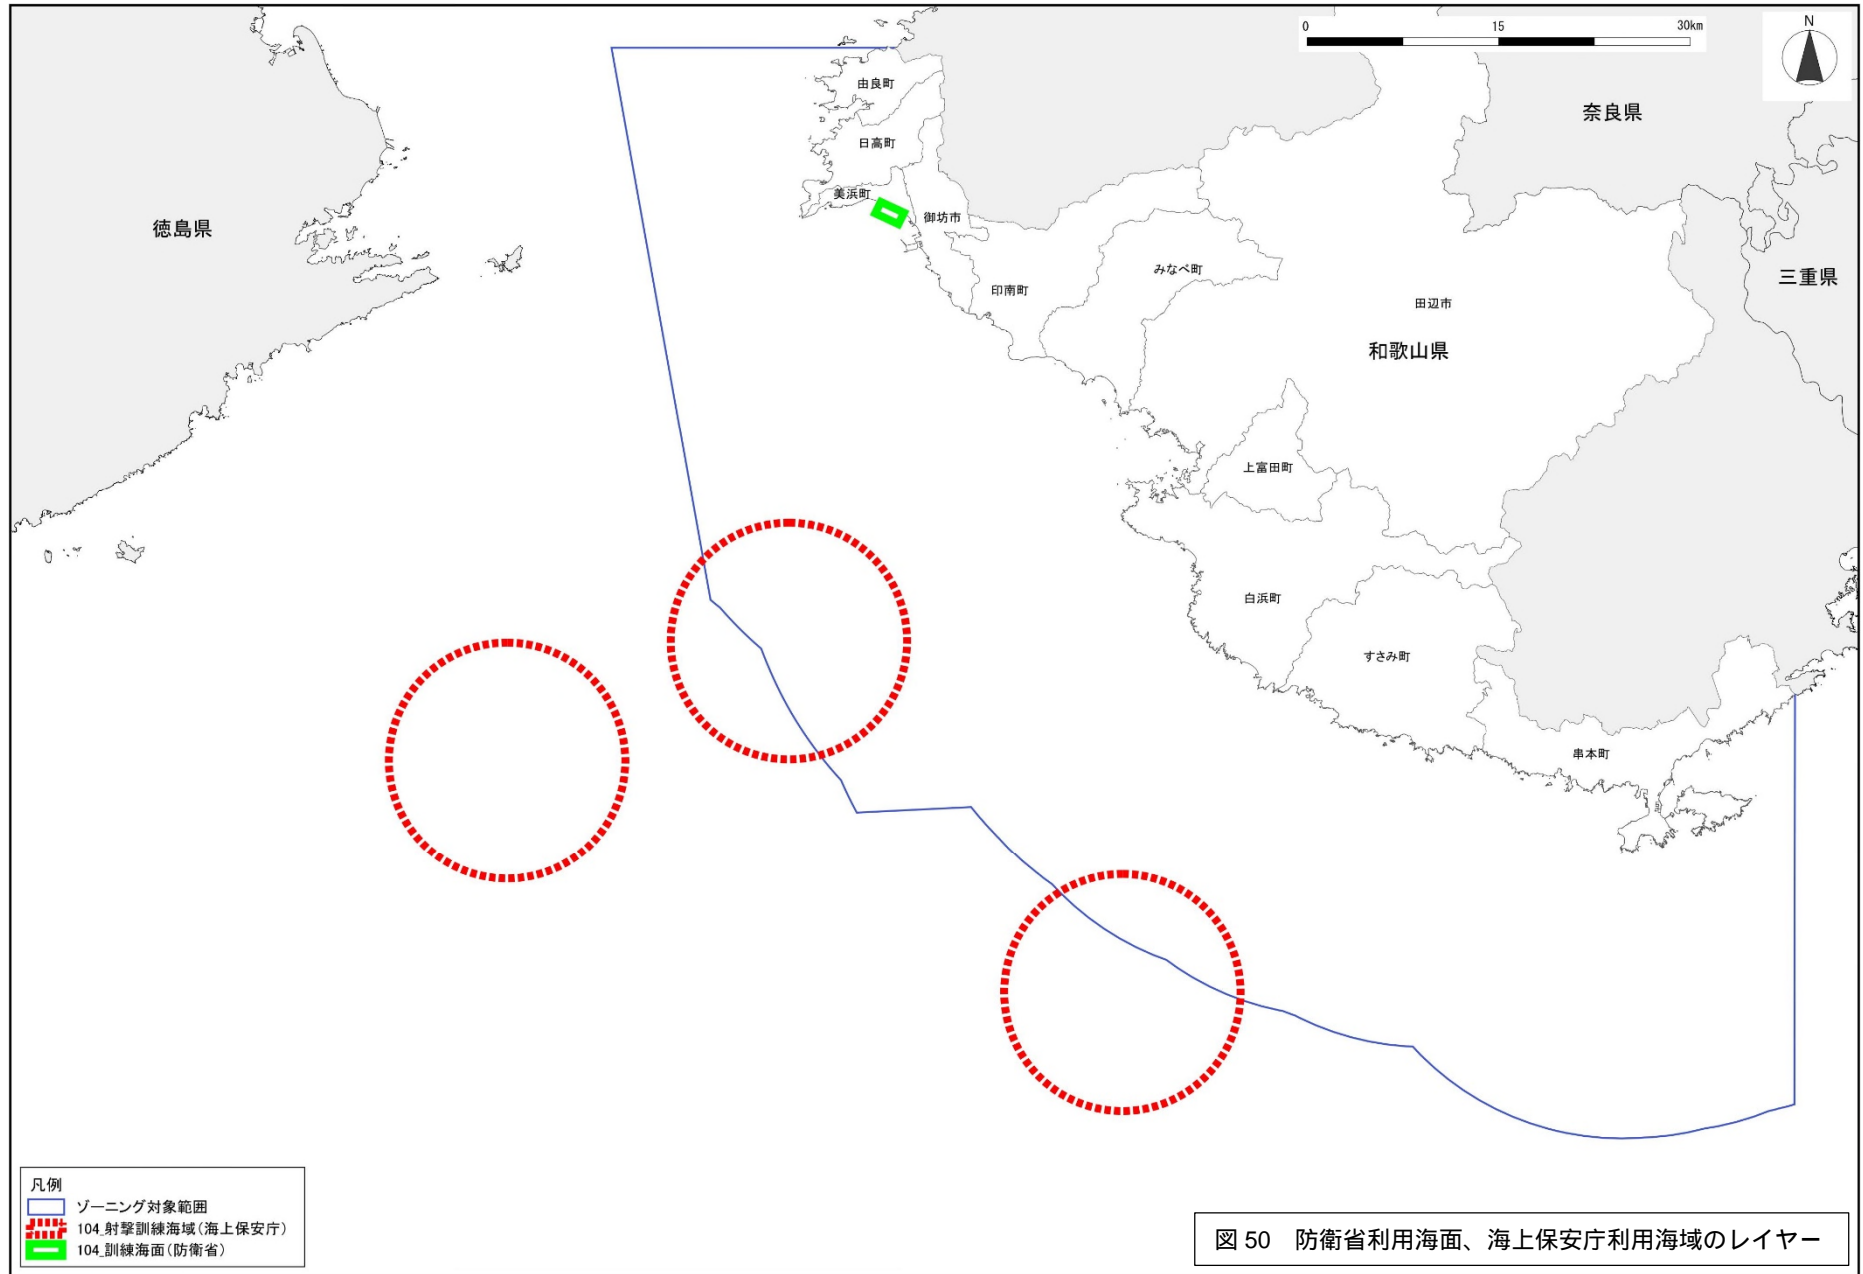 0 15 30km
N
由良町
奈良県
日高町
美浜町
御坊市
徳島県
みなべ町
三重県
印南町
田辺市
和歌山県
上富田町
白浜町
すさみ町
串本町
凡例
ゾーニング対象範囲
104_射撃訓練海域(海上保安庁)
104_訓練海面(防衛省)
図 50 防衛省利用海面、海上保安庁利用海域のレイヤー